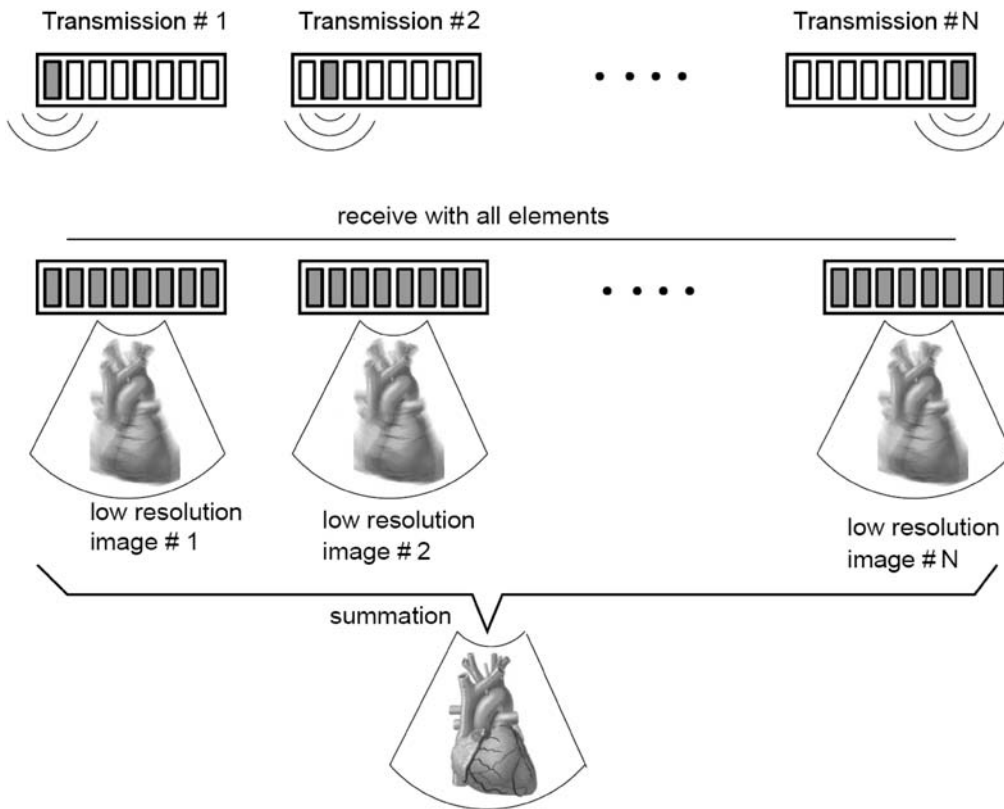 Transmission # 1
Transmission #2
Transmission #N
receive with all elements
low resolution
image # 1
low resolution
image # 2
low resolution
image # N
summation